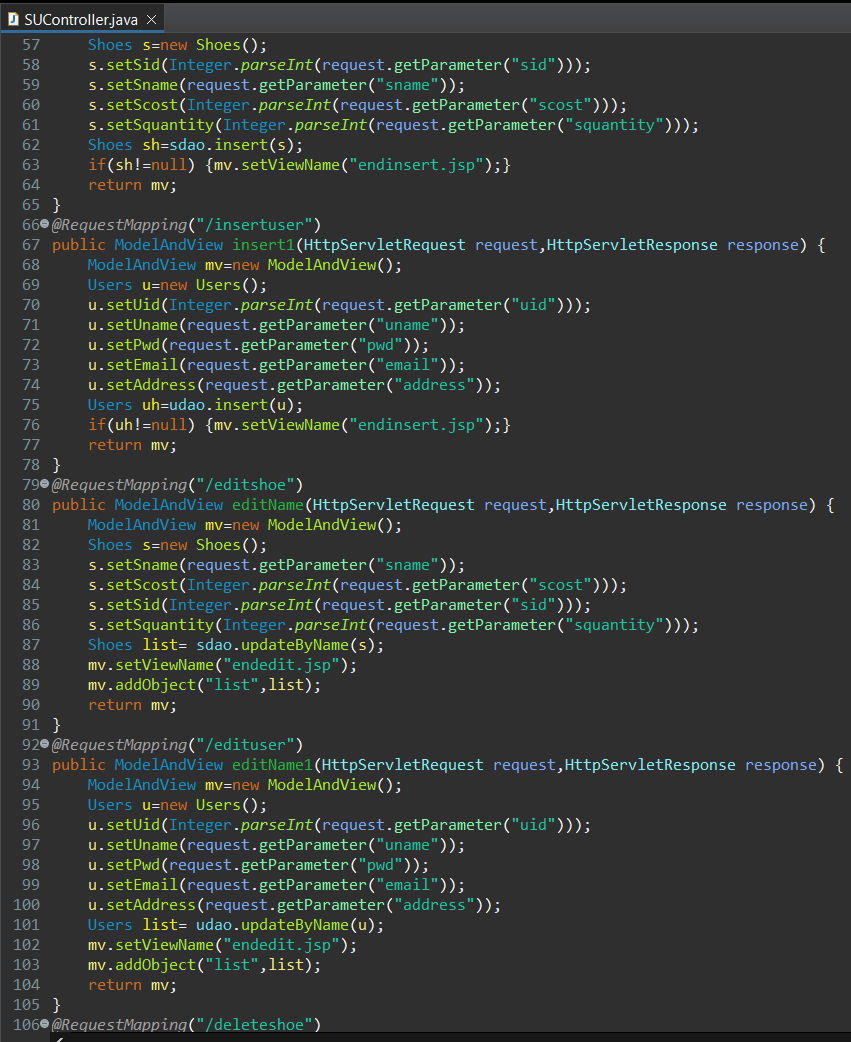 SUController.java
57 Shoes s=new Shoes();
58 s.setSid(Integer.parseInt(request.getParameter("sid")));
59 s.setSname(request.getParameter("sname"));
60 s.setScost(Integer.parseInt(request.getParameter("scost")));
61 s.setSquantity(Integer.parseInt(request.getParameter("squantity")));
62 Shoes sh=sdao.insert(s);
63 if(sh!=null) {mv.setViewName("endinsert.jsp");}
64 return mv;
65 }
66 @RequestMapping("/insertuser")
67 public ModelAndView insert1(HttpServletRequest request,HttpServletResponse response) {
68 ModelAndView mv=new ModelAndView();
69 Users u=new Users();
70 u.setUid(Integer.parseInt(request.getParameter("uid")));
71 u.setUname(request.getParameter("uname"));
72 u.setPwd(request.getParameter("pwd"));
73 u.setEmail(request.getParameter("email"));
74 u.setAddress(request.getParameter("address"));
75 Users uh=udao.insert(u);
76 if(uh!=null) {mv.setViewName("endinsert.jsp");}
77 return mv;
78 }
79 @RequestMapping("/editshoe")
80 public ModelAndView editName(HttpServletRequest request,HttpServletResponse response) {
81 ModelAndView mv=new ModelAndView();
82 Shoes s=new Shoes();
83 s.setSname(request.getParameter("sname"));
84 s.setScost(Integer.parseInt(request.getParameter("scost")));
85 s.setSid(Integer.parseInt(request.getParameter("sid")));
86 s.setSquantity(Integer.parseInt(request.getParameter("squantity")));
87 Shoes list= sdao.updateByName(s);
88 mv.setViewName("endedit.jsp");
89 mv.addObject("list",list);
90 return mv;
91 }
92 @RequestMapping("/edituser")
93 public ModelAndView editName1(HttpServletRequest request,HttpServletResponse response) {
94 ModelAndView mv=new ModelAndView();
95 Users u=new Users();
96 u.setUid(Integer.parseInt(request.getParameter("uid")));
97 u.setUname(request.getParameter("uname"));
98 u.setPwd(request.getParameter("pwd"));
99 u.setEmail(request.getParameter("email"));
100 u.setAddress(request.getParameter("address"));
101 Users list= udao.updateByName(u);
102 mv.setViewName("endedit.jsp");
103 mv.addObject("list",list);
104 return mv;
105 }
106 @RequestMapping("/deleteshoe")